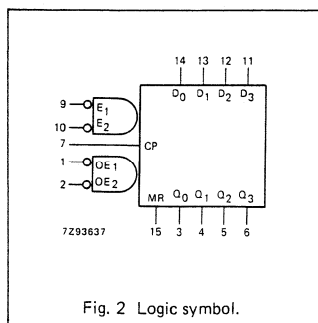 14 13 12 11
D0 D1 D2 D3
9 E1
10 E2
7 CP
1 OE1
2 OE2
MR Q0 Q1 Q2 Q3
7Z93637
15 3 4 5 6
Fig. 2 Logic symbol.